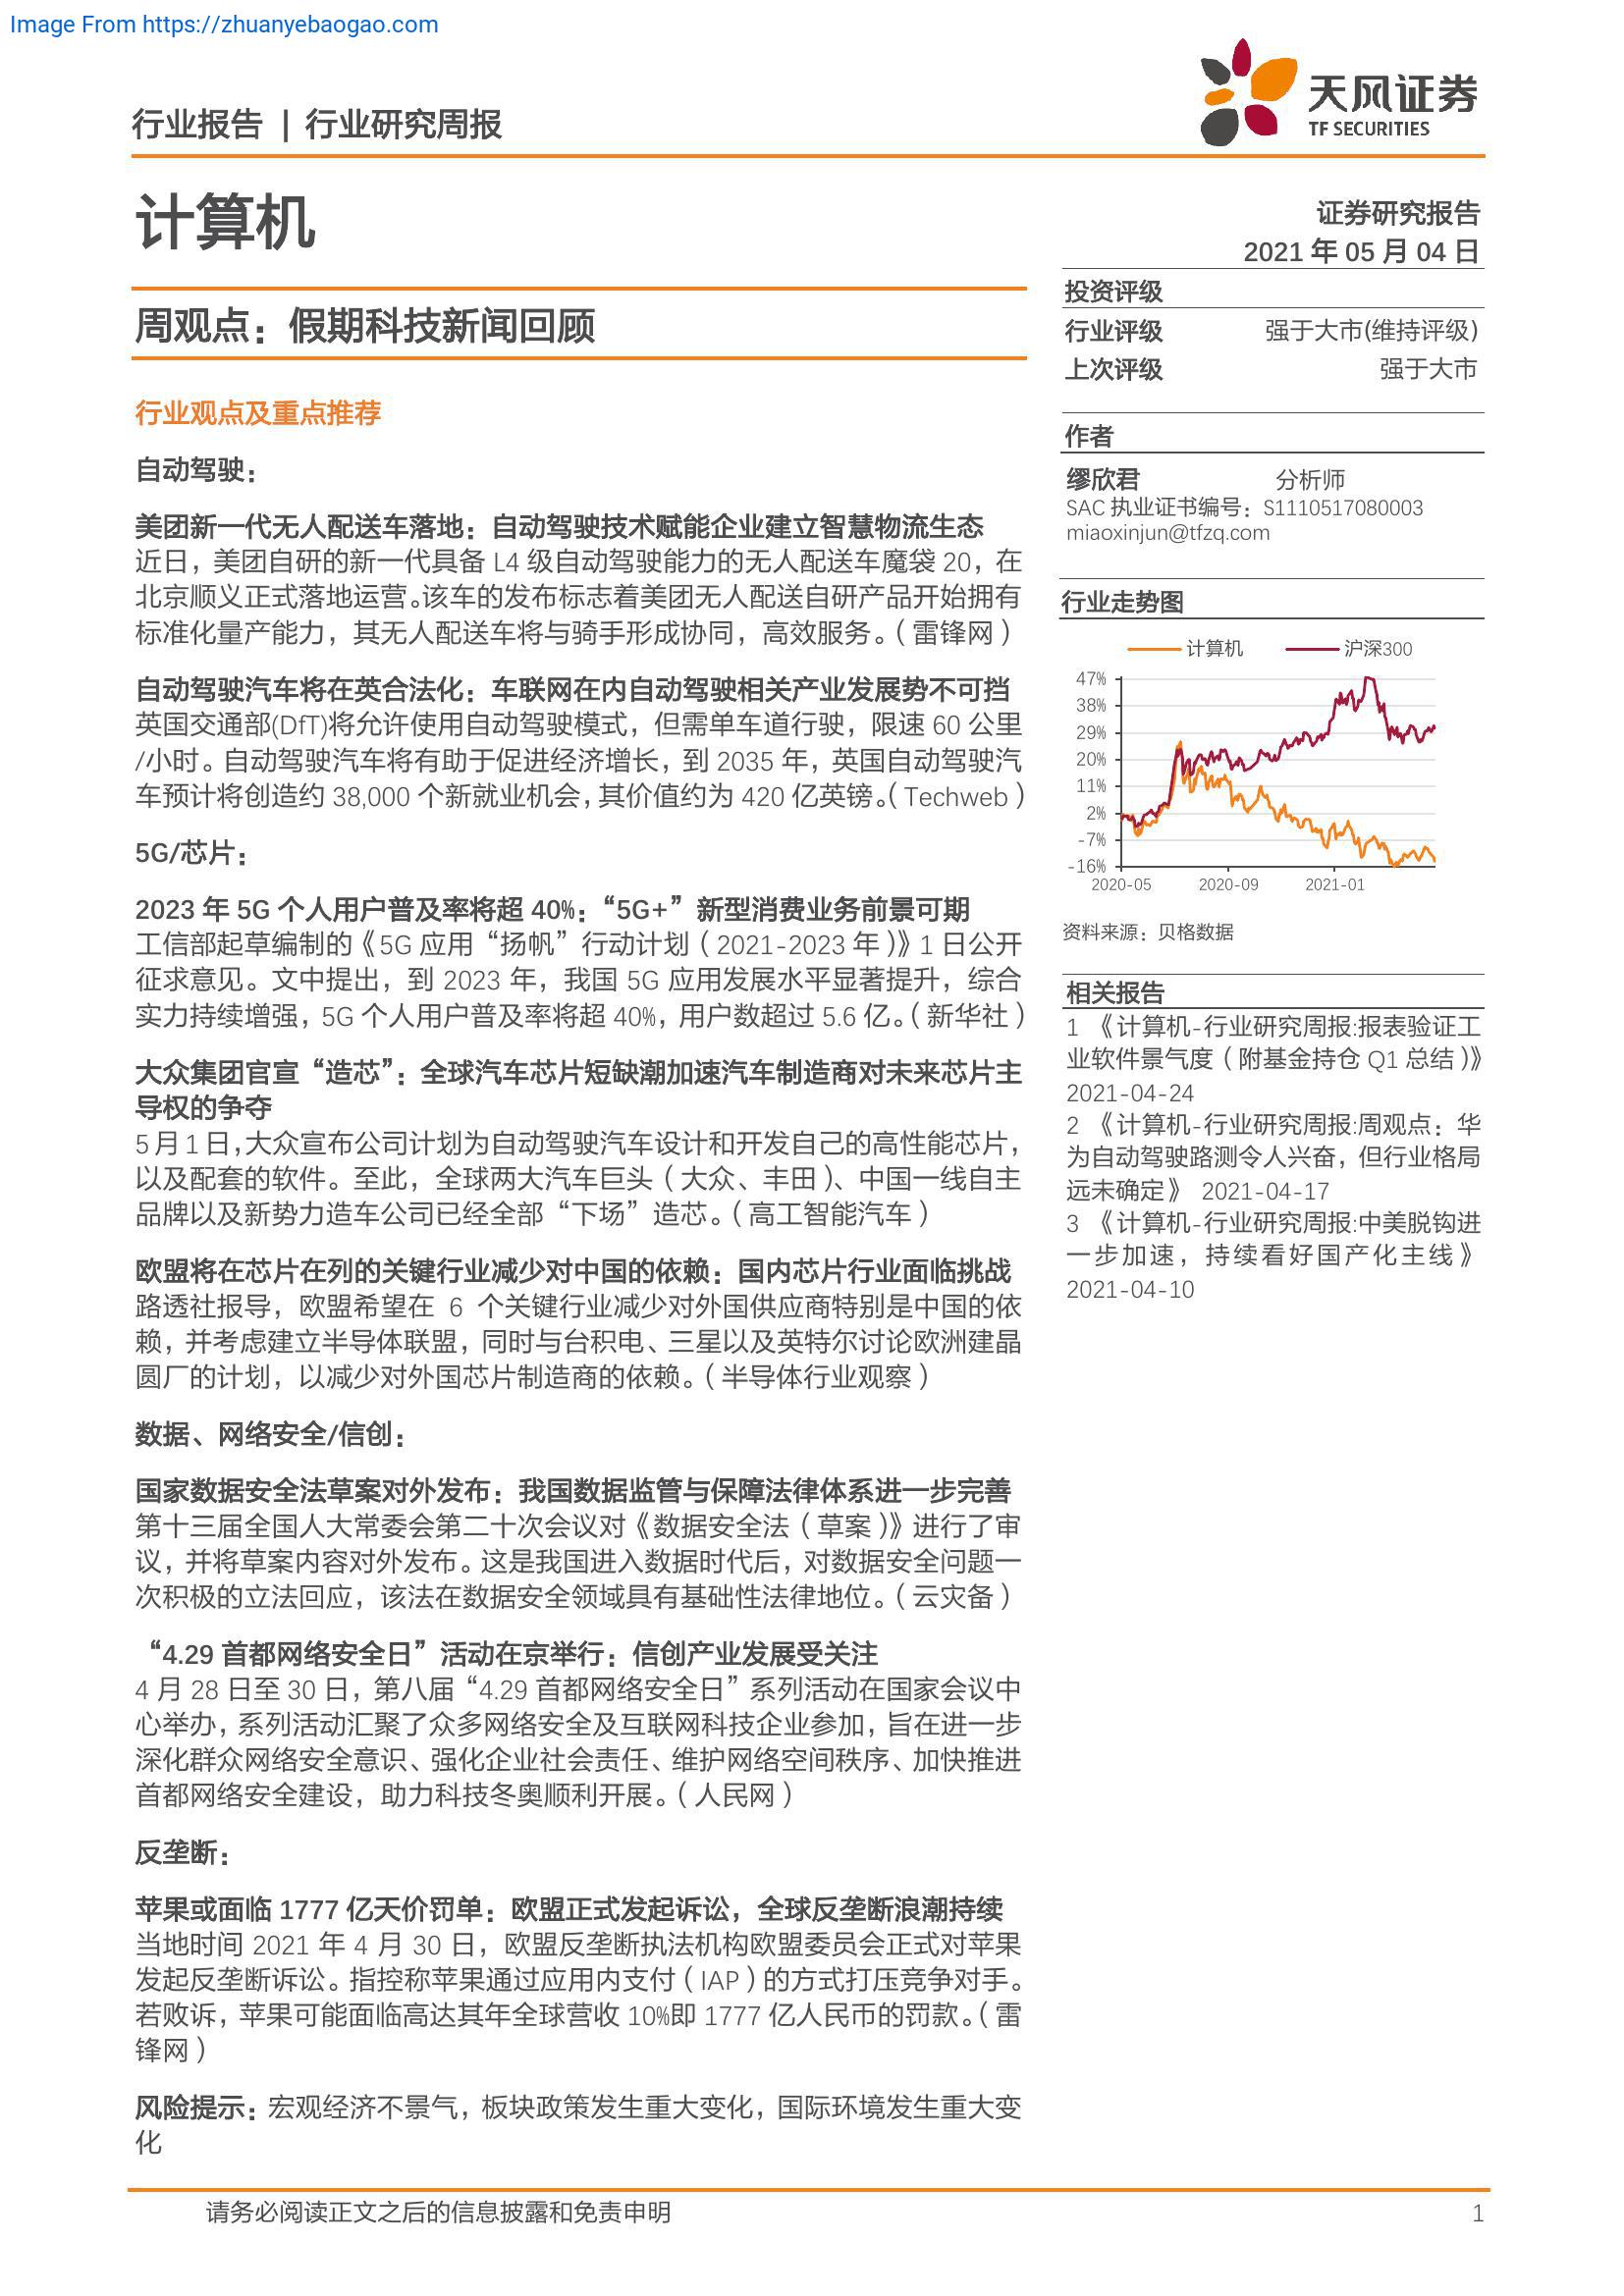 Image From https://zhuanyebaogao.com
行业报告 | 行业研究周报
天风证券
TF SECURITIES
计算机
证券研究报告
2021 年 05 月 04 日
周观点：假期科技新闻回顾
行业观点及重点推荐
自动驾驶：
美团新一代无人配送车落地：自动驾驶技术赋能企业建立智慧物流生态
近日，美团自研的新一代具备 L4 级自动驾驶能力的无人配送车魔袋 20，在
北京顺义正式落地运营。该车的发布标志着美团无人配送自研产品开始拥有
标准化量产能力，其无人配送车将与骑手形成协同，高效服务。（雷锋网）
自动驾驶汽车将在英合法化：车联网在内自动驾驶相关产业发展势不可挡
英国交通部(DfT)将允许使用自动驾驶模式，但需单车道行驶，限速 60 公里
/小时。自动驾驶汽车将有助于促进经济增长，到 2035 年，英国自动驾驶汽
车预计将创造约 38,000 个新就业机会，其价值约为 420 亿英镑。（Techweb）
5G/芯片：
2023 年 5G 个人用户普及率将超 40%：“5G+”新型消费业务前景可期
工信部起草编制的《5G 应用“扬帆”行动计划（2021-2023 年）》1 日公开
征求意见。文中提出，到 2023 年，我国 5G 应用发展水平显著提升，综合
实力持续增强，5G 个人用户普及率将超 40%，用户数超过 5.6 亿。（新华社）
大众集团官宣“造芯”：全球汽车芯片短缺潮加速汽车制造商对未来芯片主
导权的争夺
5 月 1 日，大众宣布公司计划为自动驾驶汽车设计和开发自己的高性能芯片，
以及配套的软件。至此，全球两大汽车巨头（大众、丰田）、中国一线自主
品牌以及新势力造车公司已经全部“下场”造芯。（高工智能汽车）
欧盟将在芯片在列的关键行业减少对中国的依赖：国内芯片行业面临挑战
路透社报导，欧盟希望在 6 个关键行业减少对外国供应商特别是中国的依
赖，并考虑建立半导体联盟，同时与台积电、三星以及英特尔讨论欧洲建晶
圆厂的计划，以减少对外国芯片制造商的依赖。（半导体行业观察）
数据、网络安全/信创：
国家数据安全法草案对外发布：我国数据监管与保障法律体系进一步完善
第十三届全国人大常委会第二十次会议对《数据安全法（草案）》进行了审
议，并将草案内容对外发布。这是我国进入数据时代后，对数据安全问题一
次积极的立法回应，该法在数据安全领域具有基础性法律地位。（云灾备）
“4.29 首都网络安全日”活动在京举行：信创产业发展受关注
4 月 28 日至 30 日，第八届“4.29 首都网络安全日”系列活动在国家会议中
心举办，系列活动汇聚了众多网络安全及互联网科技企业参加，旨在进一步
深化群众网络安全意识、强化企业社会责任、维护网络空间秩序、加快推进
首都网络安全建设，助力科技冬奥顺利开展。（人民网）
反垄断：
苹果或面临 1777 亿天价罚单：欧盟正式发起诉讼，全球反垄断浪潮持续
当地时间 2021 年 4 月 30 日，欧盟反垄断执法机构欧盟委员会正式对苹果
发起反垄断诉讼。指控称苹果通过应用内支付（IAP）的方式打压竞争对手。
若败诉，苹果可能面临高达其年全球营收 10%即 1777 亿人民币的罚款。（雷
锋网）
风险提示：宏观经济不景气，板块政策发生重大变化，国际环境发生重大变
化
投资评级
行业评级 强于大市(维持评级)
上次评级 强于大市
作者
缪欣君 分析师
SAC 执业证书编号：S1110517080003
miaoxinjun@tfzq.com
行业走势图
计算机 沪深300
47%
38%
29%
20%
11%
2%
-7%
-16%
2020-05 2020-09 2021-01
资料来源：贝格数据
相关报告
1 《计算机-行业研究周报:报表验证工
业软件景气度（附基金持仓 Q1 总结）》
2021-04-24
2 《计算机-行业研究周报:周观点：华
为自动驾驶路测令人兴奋，但行业格局
远未确定》 2021-04-17
3 《计算机-行业研究周报:中美脱钩进
一步加速，持续看好国产化主线》
2021-04-10
请务必阅读正文之后的信息披露和免责申明 1